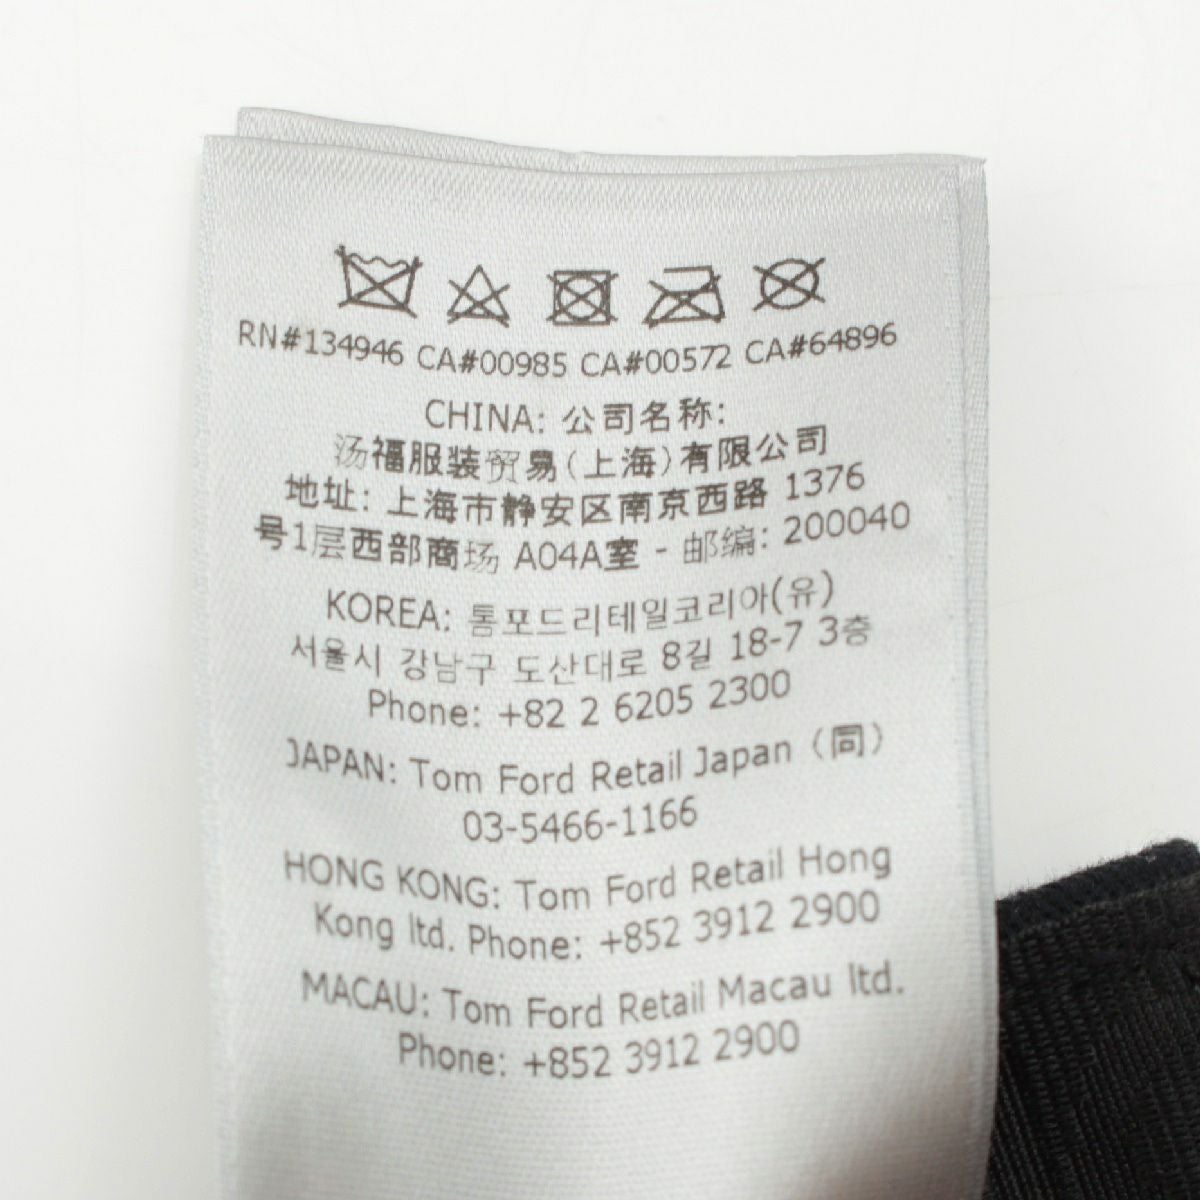 RN#134946 CA#00985 CA#00572 CA#64896
CHINA: 公司名称:
汤福服装贸易(上海)有限公司
地址: 上海市静安区南京西路 1376
号1层西部商场 A04A室 - 邮编: 200040
KOREA: 톰포드리테일코리아(유)
서울시 강남구 도산대로 8길 18-7 3층
Phone: +82 2 6205 2300
JAPAN: Tom Ford Retail Japan (同)
03-5466-1166
HONG KONG: Tom Ford Retail Hong
Kong ltd. Phone: +852 3912 2900
MACAU: Tom Ford Retail Macau ltd.
Phone: +852 3912 2900